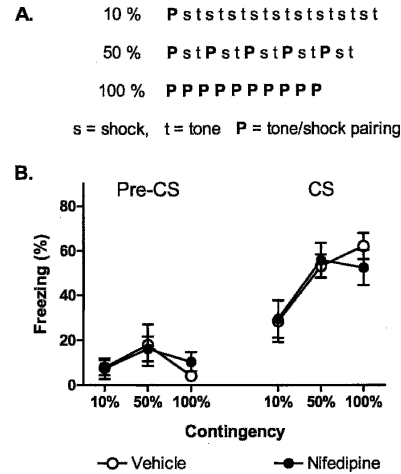 A.
10 % P s t s t s t s t s t s t s t s t s t
50 % P s t P s t P s t P s t P s t
100 % P P P P P P P P P P
s = shock, t = tone P = tone/shock pairing
B.
Pre-CS CS
80
60
40
20
0
Freezing (%)
10% 50% 100% 10% 50% 100%
Contingency
Vehicle Nifedipine